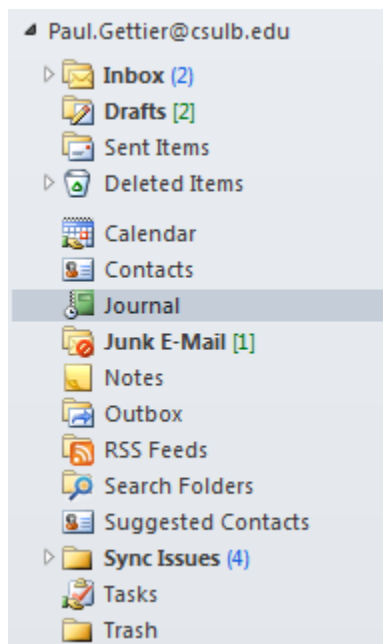 Paul.Gettier@csulb.edu
Inbox (2)
Drafts [2]
Sent Items
Deleted Items
Calendar
Contacts
Journal
Junk E-Mail [1]
Notes
Outbox
RSS Feeds
Search Folders
Suggested Contacts
Sync Issues (4)
Tasks
Trash